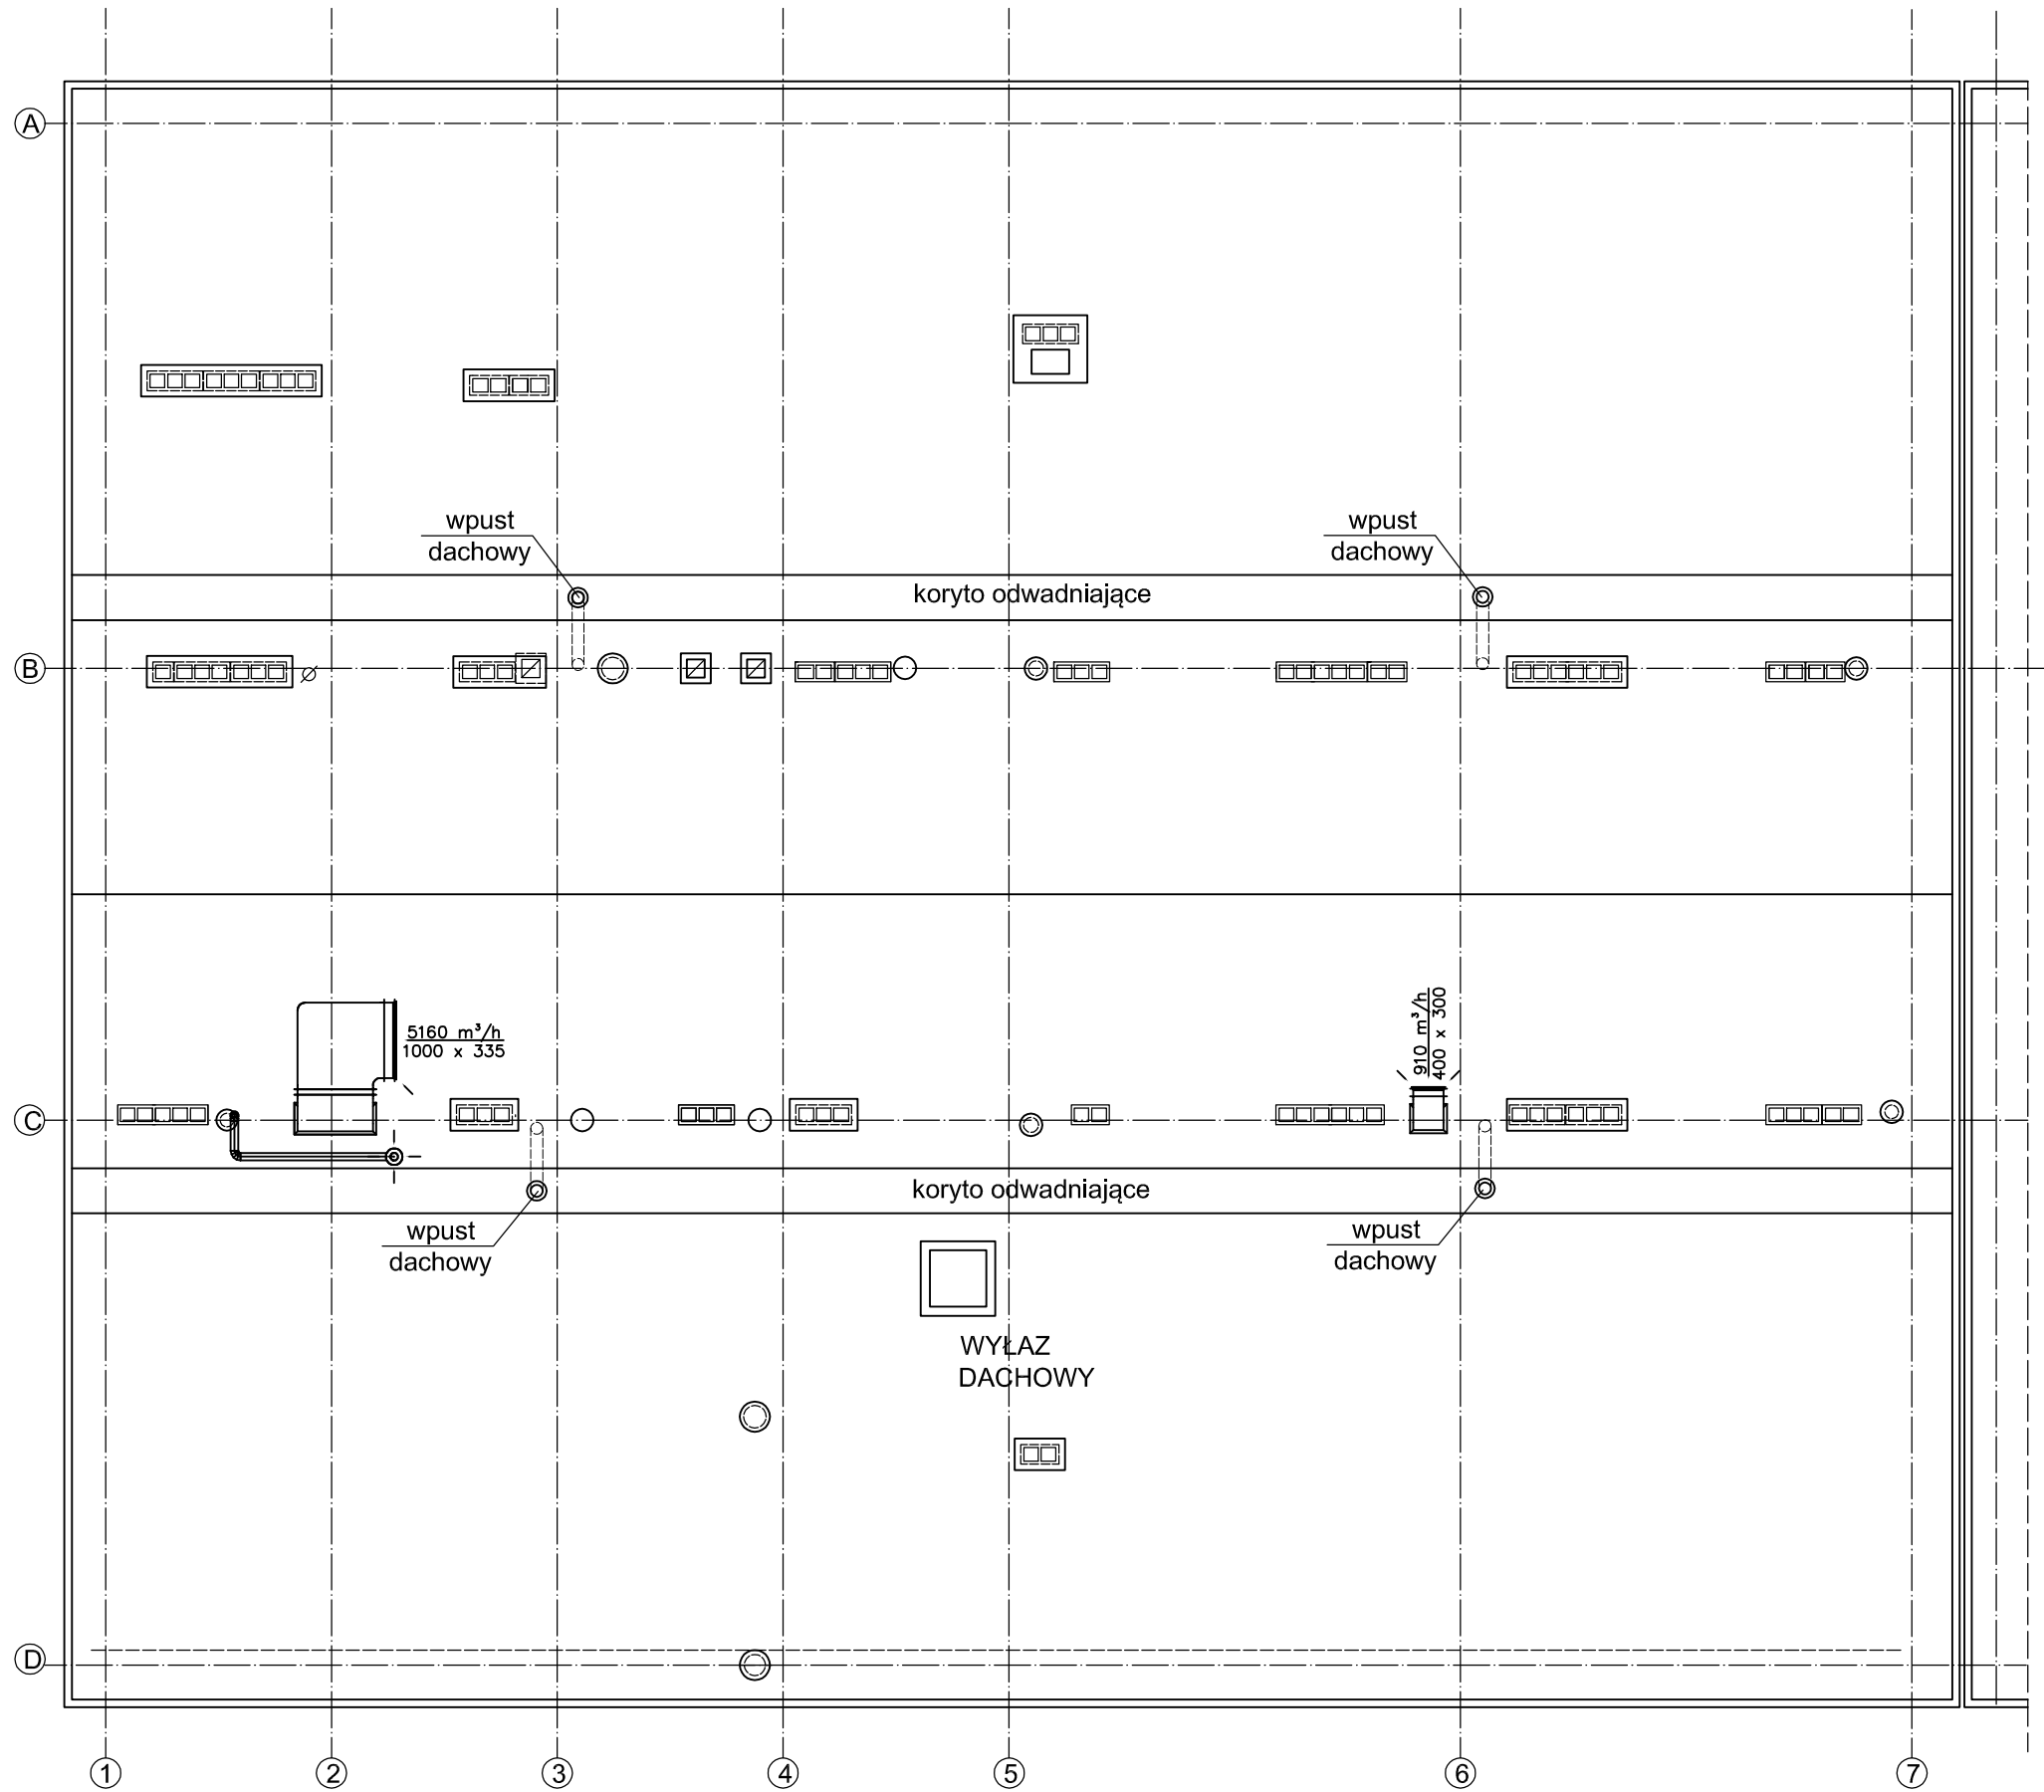 A
wpust
dachowy
wpust
dachowy
koryto odwadniające
B
5160 m³/h
1000 x 335
910 m³/h
400 x 300
C
koryto odwadniające
wpust
dachowy
wpust
dachowy
WYŁAZ
DACHOWY
D
1
2
3
4
5
6
7